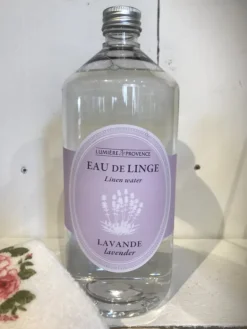 LUMIÈRE DE PROVENCE
EAU DE LINGE
Linen water
LAVANDE
lavender